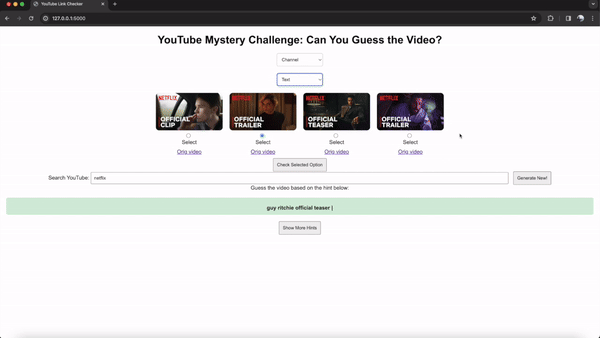 YouTube Link Checker
127.0.0.1:5000
YouTube Mystery Challenge: Can You Guess the Video?
Channel
Text
NETFLIX OFFICIAL CLIP
NETFLIX OFFICIAL TRAILER
NETFLIX OFFICIAL TEASER
NETFLIX OFFICIAL TRAILER
Select Select Select Select
Orig video Orig video Orig video Orig video
Check Selected Option
Search YouTube: netflix Generate New!
Guess the video based on the hint below:
guy ritchie official teaser |
Show More Hints